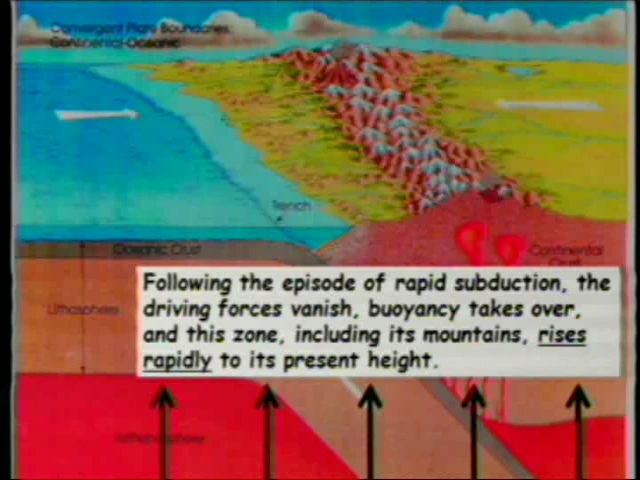 Convergent Plate Boundaries:
Continental-Oceanic
Trench
Oceanic Crust
Continental
Crust
Following the episode of rapid subduction, the
driving forces vanish, buoyancy takes over,
and this zone, including its mountains, rises
rapidly to its present height.
Lithosphere